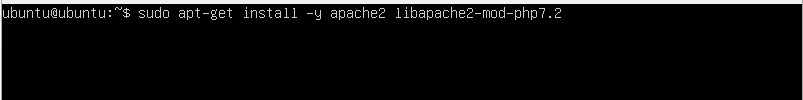 ubuntu@ubuntu:~$ sudo apt-get install -y apache2 libapache2-mod-php7.2